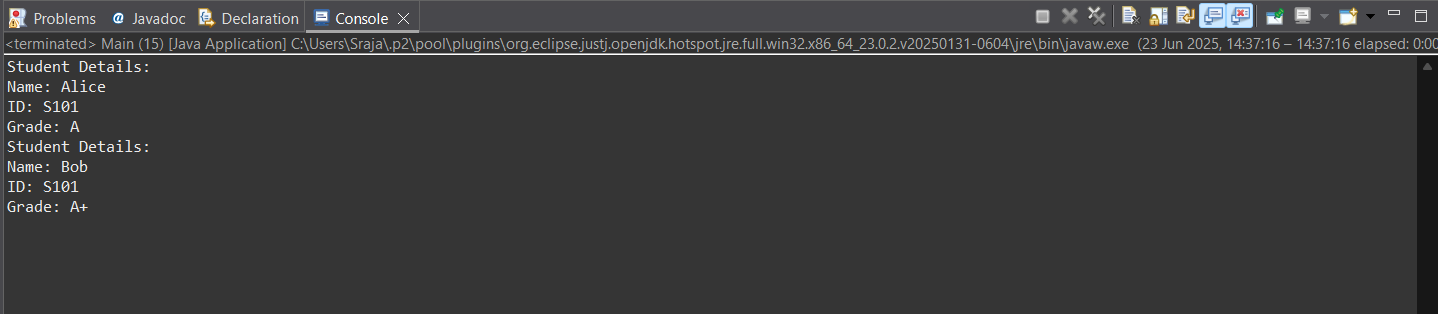 Problems @ Javadoc Declaration Console
<terminated> Main (15) [Java Application] C:\Users\Sraja\.p2\pool\plugins\org.eclipse.justj.openjdk.hotspot.jre.full.win32.x86_64_23.0.2.v20250131-0604\jre\bin\javaw.exe (23 Jun 2025, 14:37:16 – 14:37:16 elapsed: 0:00
Student Details:
Name: Alice
ID: S101
Grade: A
Student Details:
Name: Bob
ID: S101
Grade: A+